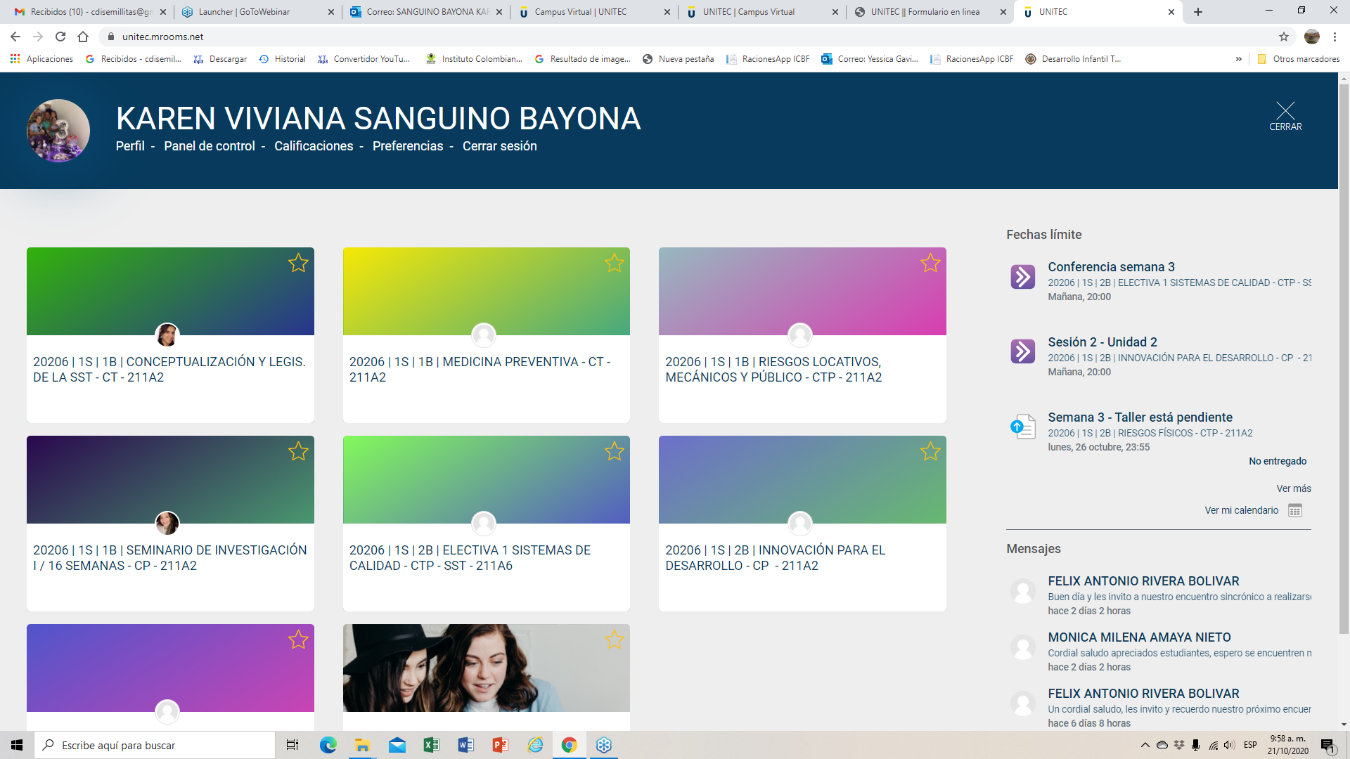 Recibidos (10) - cdisemillitas@gr
Launcher | GoToWebinar
Correo: SANGUINO BAYONA KAR
Campus Virtual | UNITEC
UNITEC | Campus Virtual
UNITEC || Formulario en linea
UNITEC
unitec.mrooms.net
Aplicaciones
Recibidos - cdisemil...
Descargar
Historial
Convertidor YouTu...
Instituto Colombian...
Resultado de image...
Nueva pestaña
RacionesApp ICBF
Correo: Yessica Gavi...
RacionesApp ICBF
Desarrollo Infantil T...
»
Otros marcadores
KAREN VIVIANA SANGUINO BAYONA
Perfil - Panel de control - Calificaciones - Preferencias - Cerrar sesión
CERRAR
20206 | 1S | 1B | CONCEPTUALIZACIÓN Y LEGIS.
DE LA SST - CT - 211A2
20206 | 1S | 1B | MEDICINA PREVENTIVA - CT -
211A2
20206 | 1S | 1B | RIESGOS LOCATIVOS,
MECÁNICOS Y PÚBLICO - CTP - 211A2
20206 | 1S | 1B | SEMINARIO DE INVESTIGACIÓN
I / 16 SEMANAS - CP - 211A2
20206 | 1S | 2B | ELECTIVA 1 SISTEMAS DE
CALIDAD - CTP - SST - 211A6
20206 | 1S | 2B | INNOVACIÓN PARA EL
DESARROLLO - CP - 211A2
Fechas límite
Conferencia semana 3
20206 | 1S | 2B | ELECTIVA 1 SISTEMAS DE CALIDAD - CTP - SS
Mañana, 20:00
Sesión 2 - Unidad 2
20206 | 1S | 2B | INNOVACIÓN PARA EL DESARROLLO - CP - 21
Mañana, 20:00
Semana 3 - Taller está pendiente
20206 | 1S | 2B | RIESGOS FÍSICOS - CTP - 211A2
lunes, 26 octubre, 23:55
No entregado
Ver más
Ver mi calendario
Mensajes
FELIX ANTONIO RIVERA BOLIVAR
Buen día y les invito a nuestro encuentro sincrónico a realizarse
hace 2 días 2 horas
MONICA MILENA AMAYA NIETO
Cordial saludo apreciados estudiantes, espero se encuentren n
hace 2 días 2 horas
FELIX ANTONIO RIVERA BOLIVAR
Un cordial saludo, les invito y recuerdo nuestro próximo encuer
hace 6 días 8 horas
Escribe aquí para buscar
ESP
9:58 a. m.
21/10/2020
1